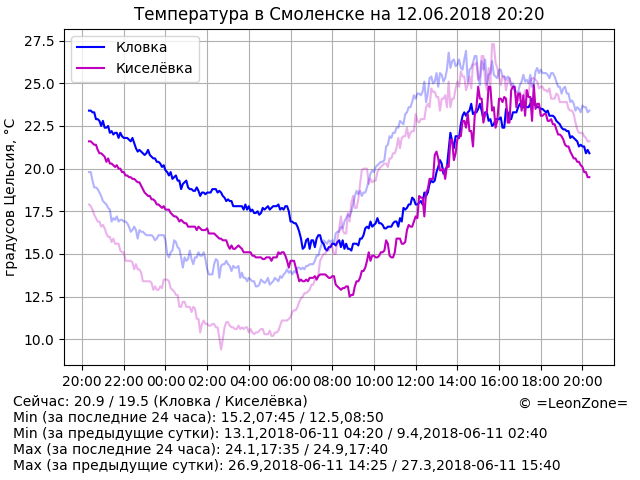 Температура в Смоленске на 12.06.2018 20:20
27.5
25.0
22.5
20.0
17.5
15.0
12.5
10.0
градусов Цельсия, °C
Кловка
Киселёвка
20:00 22:00 00:00 02:00 04:00 06:00 08:00 10:00 12:00 14:00 16:00 18:00 20:00
Сейчас: 20.9 / 19.5 (Кловка / Киселёвка)
© =LeonZone=
Min (за последние 24 часа): 15.2,07:45 / 12.5,08:50
Min (за предыдущие сутки): 13.1,2018-06-11 04:20 / 9.4,2018-06-11 02:40
Max (за последние 24 часа): 24.1,17:35 / 24.9,17:40
Max (за предыдущие сутки): 26.9,2018-06-11 14:25 / 27.3,2018-06-11 15:40